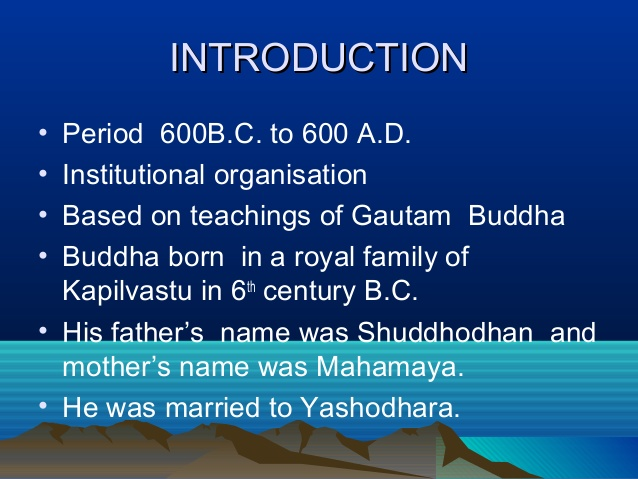 INTRODUCTION
• Period 600B.C. to 600 A.D.
• Institutional organisation
• Based on teachings of Gautam Buddha
• Buddha born in a royal family of
Kapilvastu in 6th century B.C.
• His father’s name was Shuddhodhan and
mother’s name was Mahamaya.
• He was married to Yashodhara.